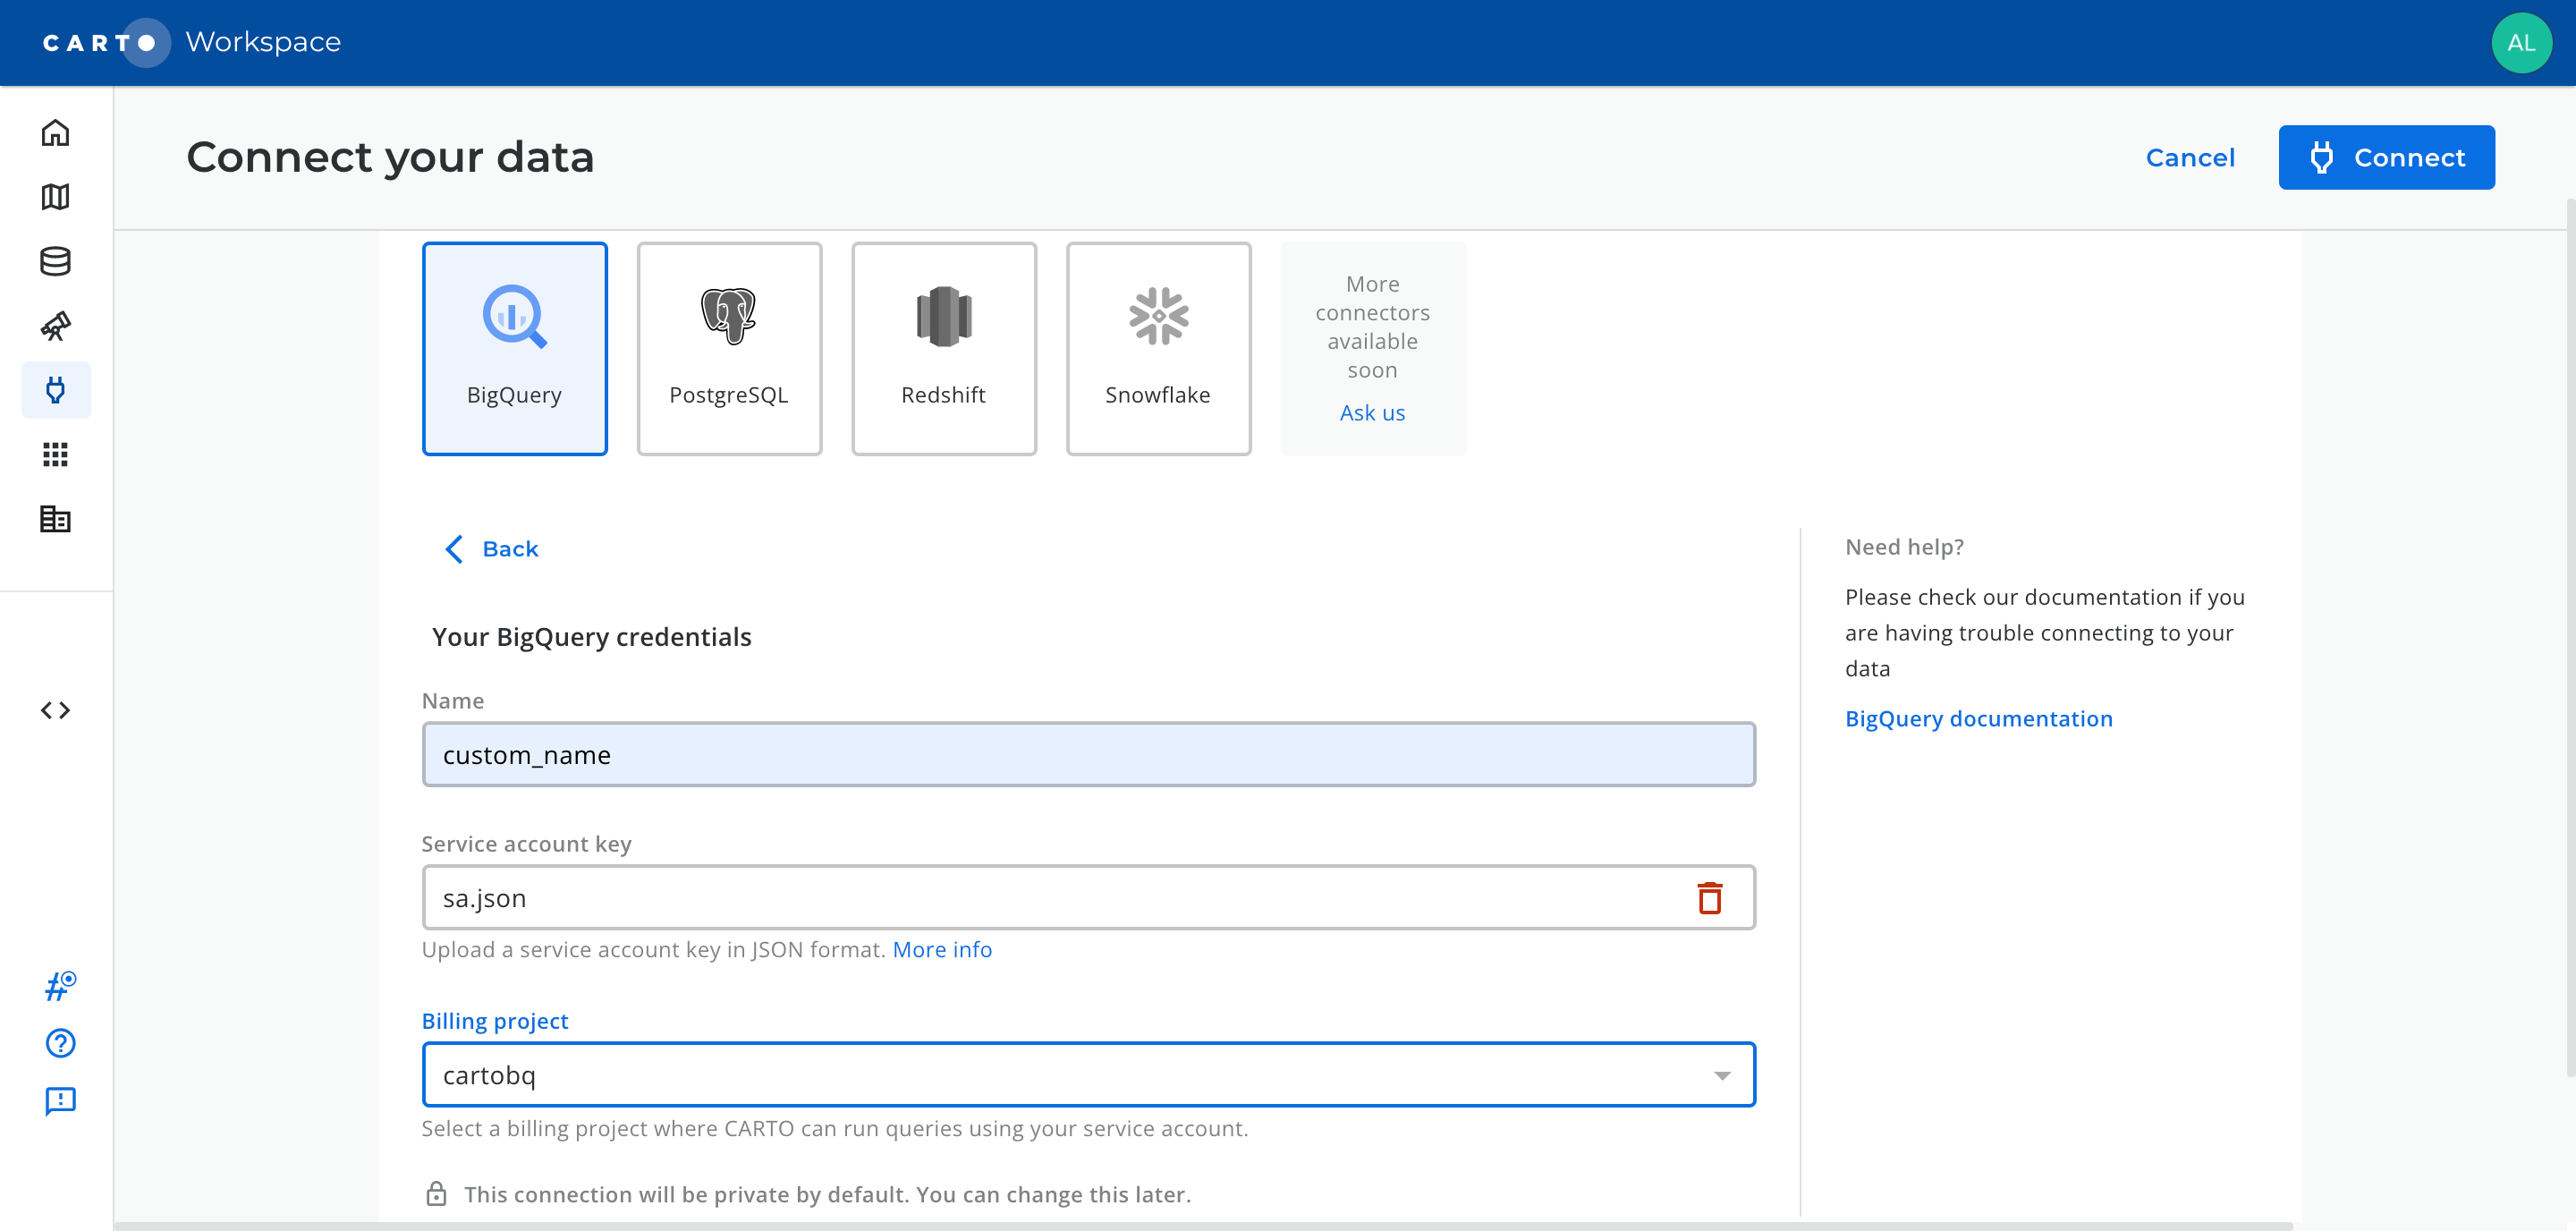 CARTO Workspace
AL
Connect your data
Cancel
Connect
BigQuery
PostgreSQL
Redshift
Snowflake
More
connectors
available
soon
Ask us
Back
Your BigQuery credentials
Name
custom_name
Service account key
sa.json
Upload a service account key in JSON format. More info
Billing project
cartobq
Select a billing project where CARTO can run queries using your service account.
This connection will be private by default. You can change this later.
Need help?
Please check our documentation if you
are having trouble connecting to your
data
BigQuery documentation